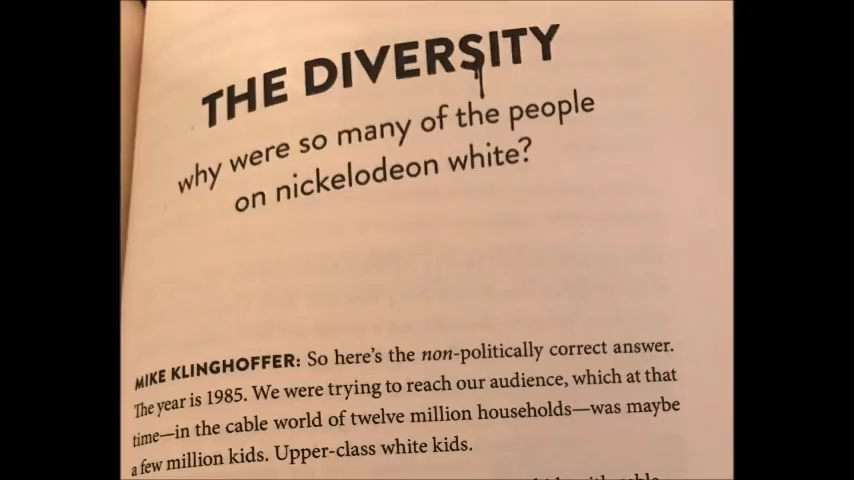 THE DIVERSITY
why were so many of the people
on nickelodeon white?
MIKE KLINGHOFFER: So here's the non-politically correct answer.
The year is 1985. We were trying to reach our audience, which at that
time—in the cable world of twelve million households—was maybe
a few million kids. Upper-class white kids.